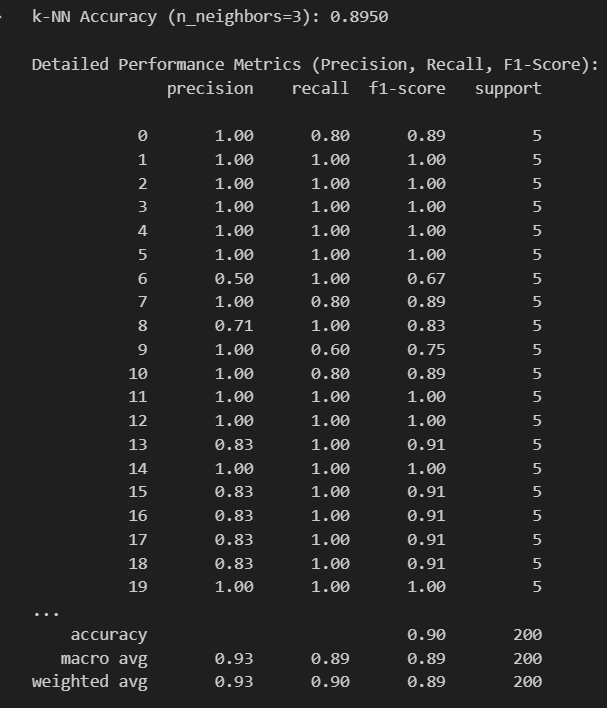 k-NN Accuracy (n_neighbors=3): 0.8950
Detailed Performance Metrics (Precision, Recall, F1-Score):
precision recall f1-score support
0 1.00 0.80 0.89 5
1 1.00 1.00 1.00 5
2 1.00 1.00 1.00 5
3 1.00 1.00 1.00 5
4 1.00 1.00 1.00 5
5 1.00 1.00 1.00 5
6 0.50 1.00 0.67 5
7 1.00 0.80 0.89 5
8 0.71 1.00 0.83 5
9 1.00 0.60 0.75 5
10 1.00 0.80 0.89 5
11 1.00 1.00 1.00 5
12 1.00 1.00 1.00 5
13 0.83 1.00 0.91 5
14 1.00 1.00 1.00 5
15 0.83 1.00 0.91 5
16 0.83 1.00 0.91 5
17 0.83 1.00 0.91 5
18 0.83 1.00 0.91 5
19 1.00 1.00 1.00 5
...
accuracy 0.90 200
macro avg 0.93 0.89 0.89 200
weighted avg 0.93 0.90 0.89 200